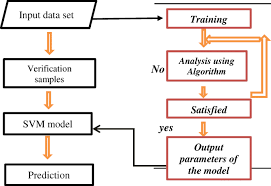 Input data set
Training
Verification
samples
No
Analysis using
Algorithm
SVM model
Satisfied
yes
Prediction
Output
parameters of
the model